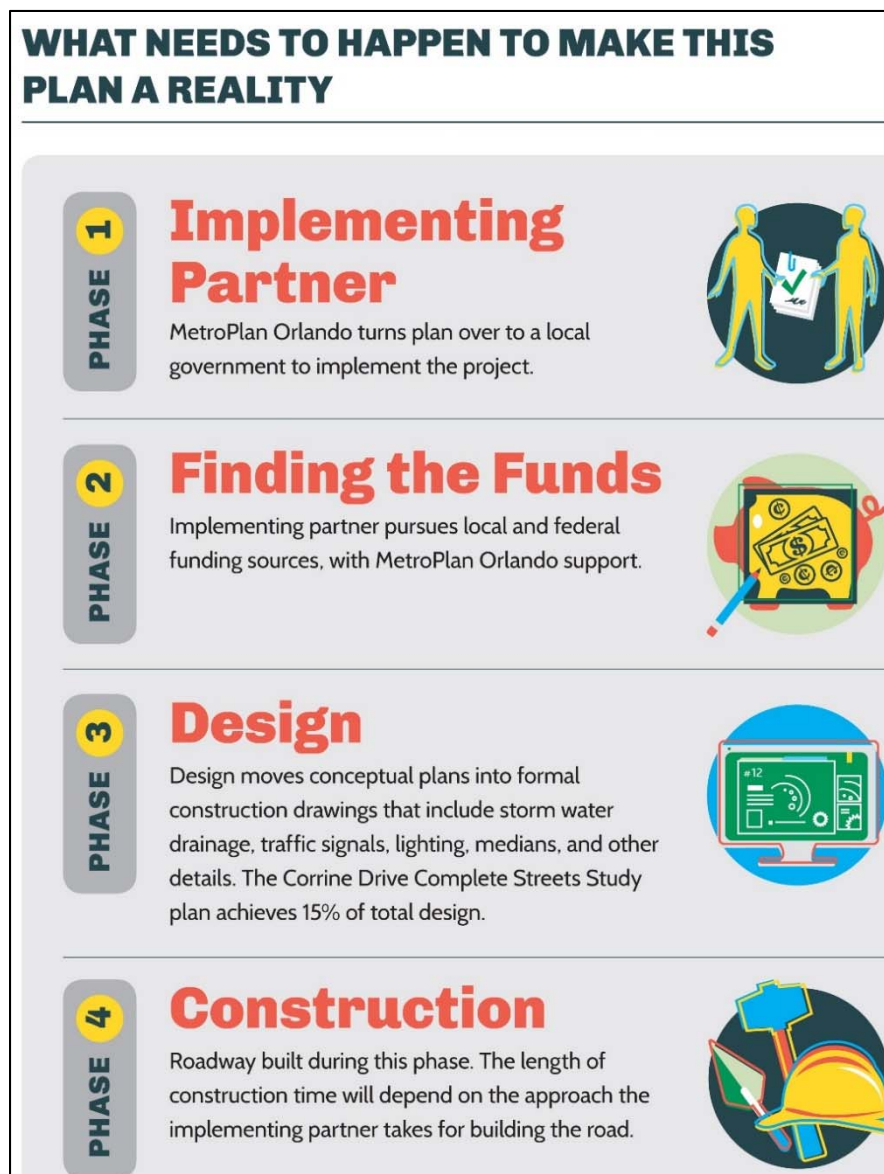 WHAT NEEDS TO HAPPEN TO MAKE THIS
PLAN A REALITY
PHASE 1
Implementing
Partner
MetroPlan Orlando turns plan over to a local
government to implement the project.
PHASE 2
Finding the Funds
Implementing partner pursues local and federal
funding sources, with MetroPlan Orlando support.
PHASE 3
Design
Design moves conceptual plans into formal
construction drawings that include storm water
drainage, traffic signals, lighting, medians, and other
details. The Corrine Drive Complete Streets Study
plan achieves 15% of total design.
#12
PHASE 4
Construction
Roadway built during this phase. The length of
construction time will depend on the approach the
implementing partner takes for building the road.